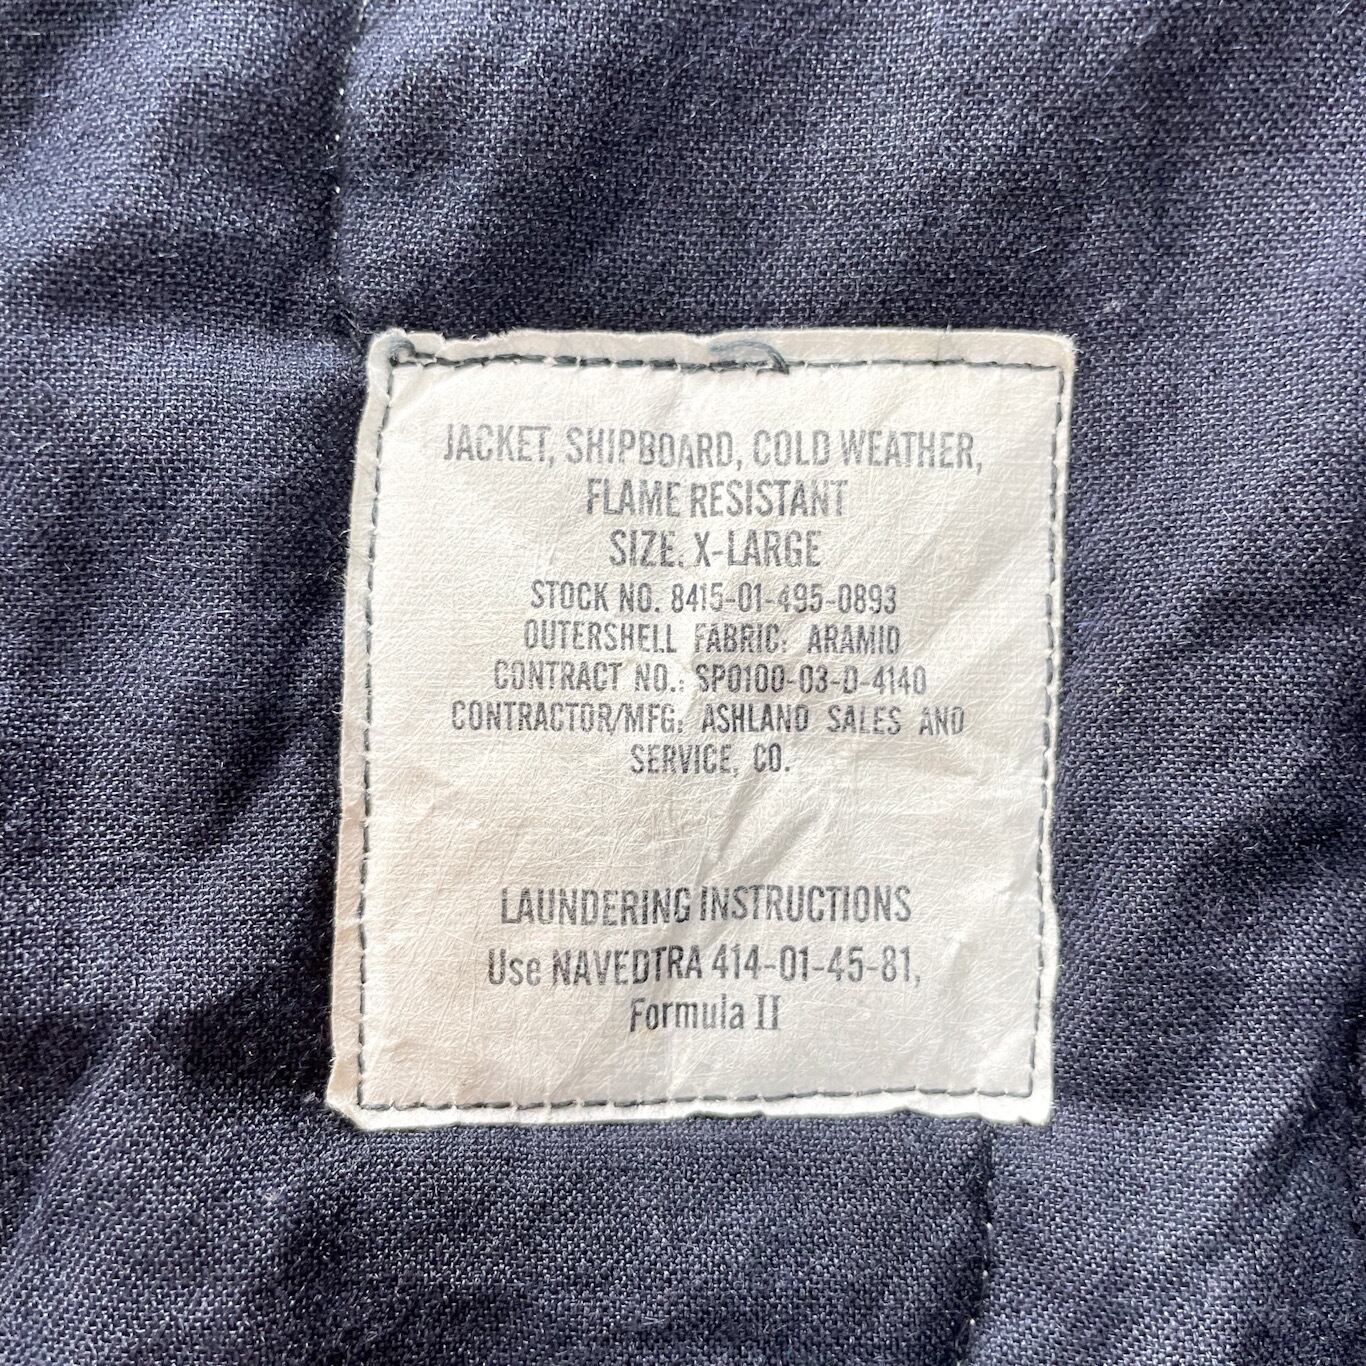 JACKET, SHIPBOARD, COLD WEATHER,
FLAME RESISTANT
SIZE. X-LARGE
STOCK NO. 8415-01-495-0893
OUTERSHELL FABRIC: ARAMID
CONTRACT NO.: SP0100-03-D-4140
CONTRACTOR/MFG: ASHLAND SALES AND
SERVICE, CO.
LAUNDERING INSTRUCTIONS
Use NAVEDTRA 414-01-45-81,
Formula II